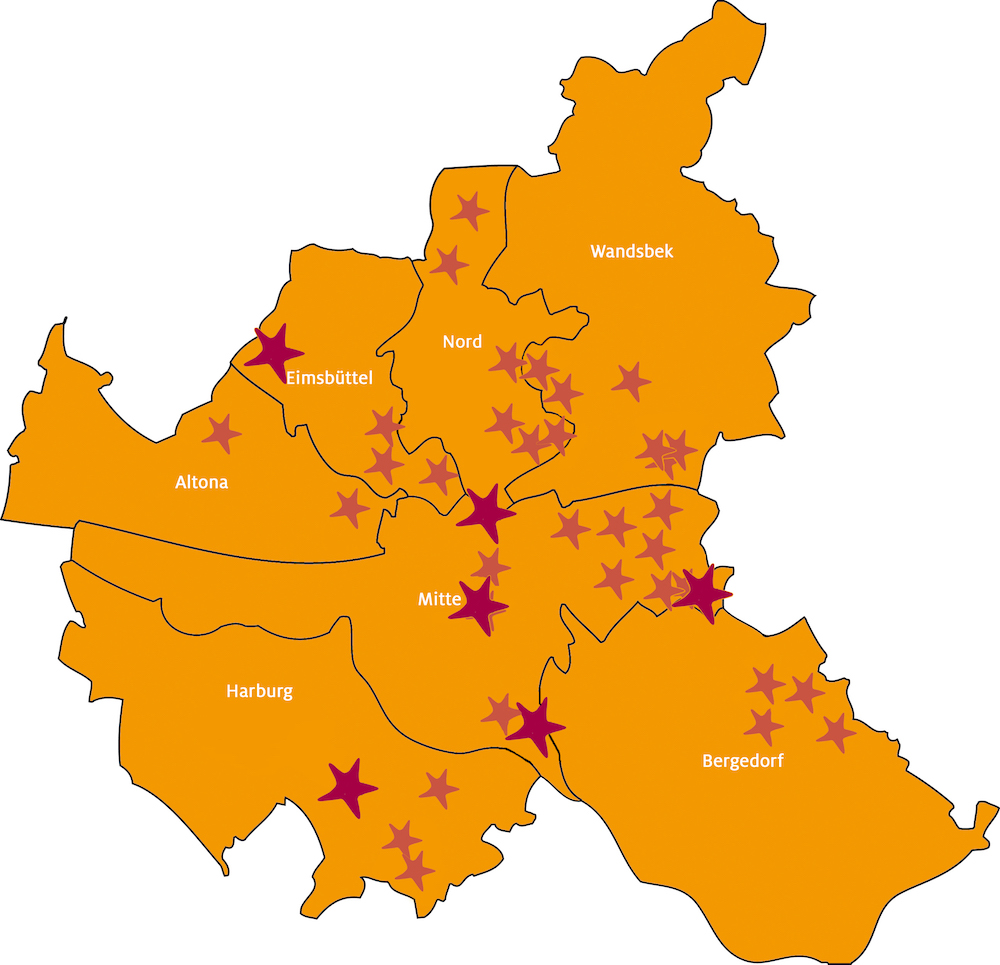 Wandsbek
Nord
Eimsbüttel
Altona
Mitte
Harburg
Bergedorf